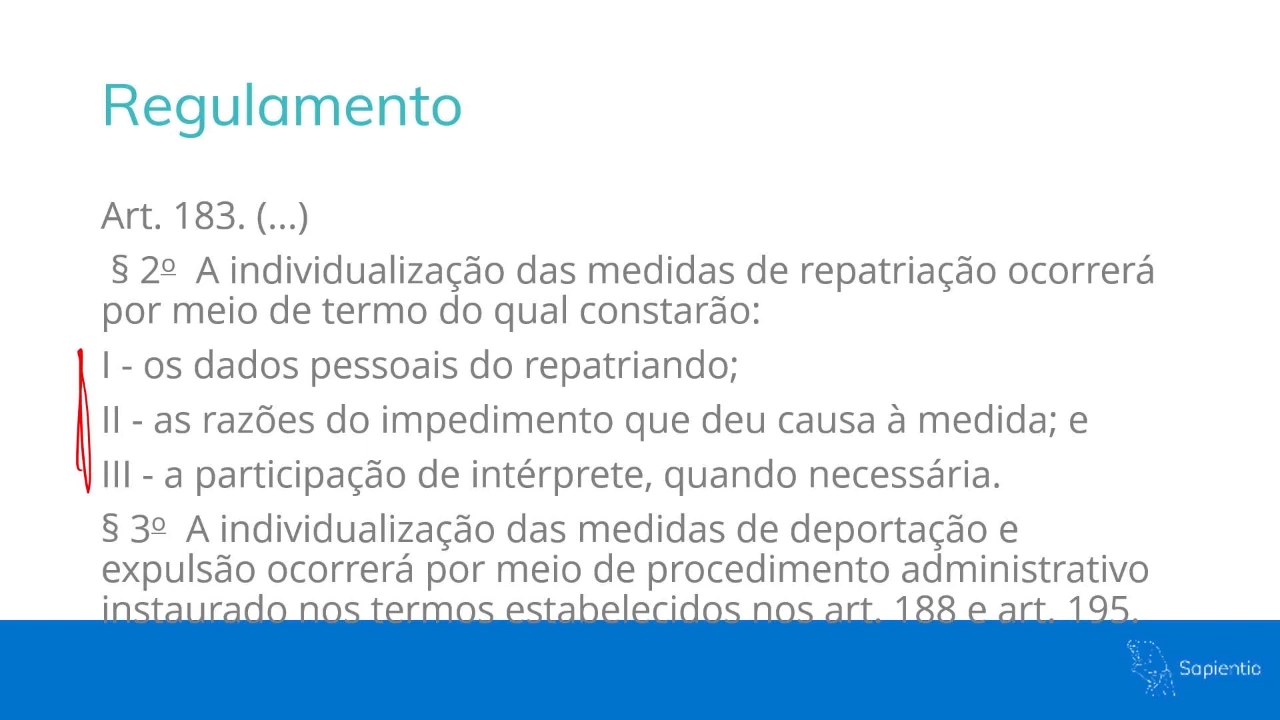 Regulamento
Art. 183. (...)
§ 2º A individualização das medidas de repatriação ocorrerá
por meio de termo do qual constarão:
I - os dados pessoais do repatriando;
II - as razões do impedimento que deu causa à medida; e
III - a participação de intérprete, quando necessária.
§ 3º A individualização das medidas de deportação e
expulsão ocorrerá por meio de procedimento administrativo
instaurado nos termos estabelecidos nos art. 188 e art. 195.
Sapientia